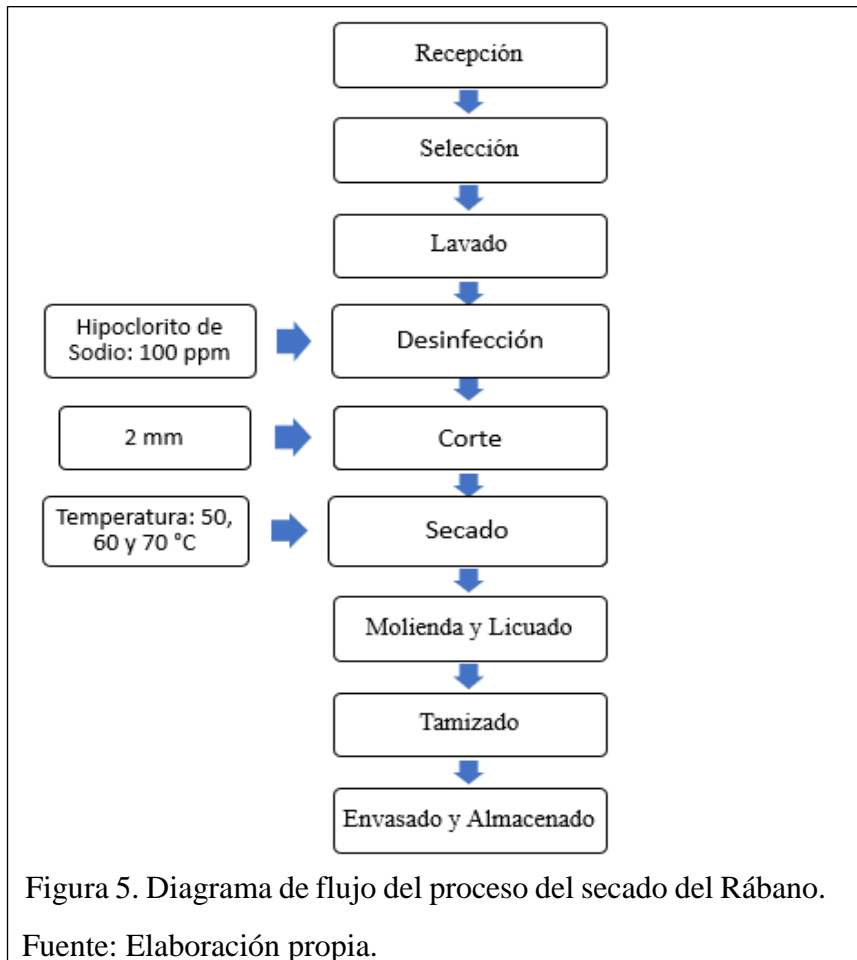 Recepción
Selección
Lavado
Hipoclorito de
Sodio: 100 ppm
Desinfección
2 mm
Corte
Temperatura: 50,
60 y 70 °C
Secado
Molienda y Licuado
Tamizado
Envasado y Almacenado
Figura 5. Diagrama de flujo del proceso del secado del Rábano.
Fuente: Elaboración propia.